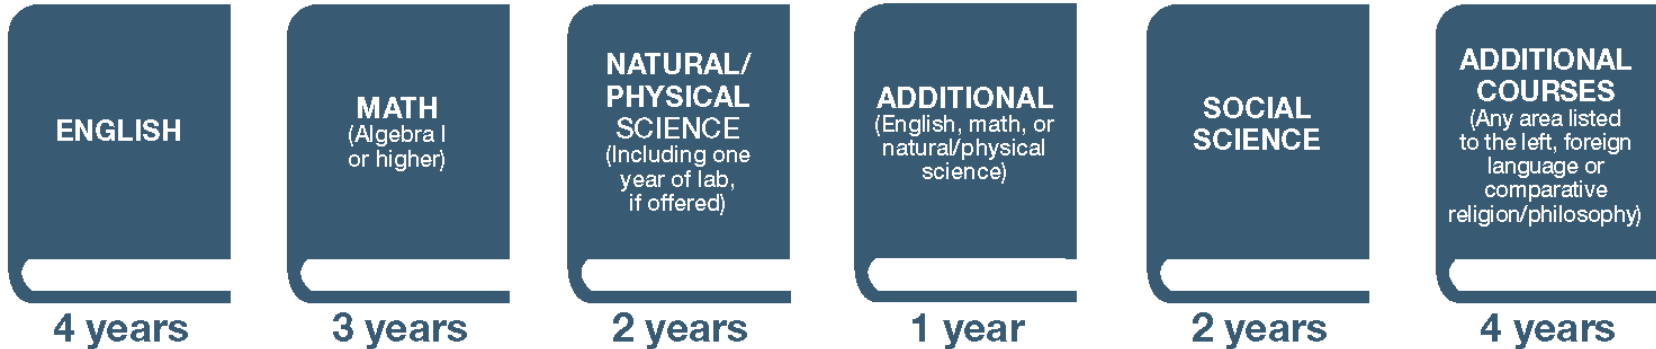 ENGLISH
4 years
MATH
(Algebra I
or higher)
3 years
NATURAL/
PHYSICAL
SCIENCE
(Including one
year of lab,
if offered)
2 years
ADDITIONAL
(English, math, or
natural/physical
science)
1 year
SOCIAL
SCIENCE
2 years
ADDITIONAL
COURSES
(Any area listed
to the left, foreign
language or
comparative
religion/philosophy)
4 years